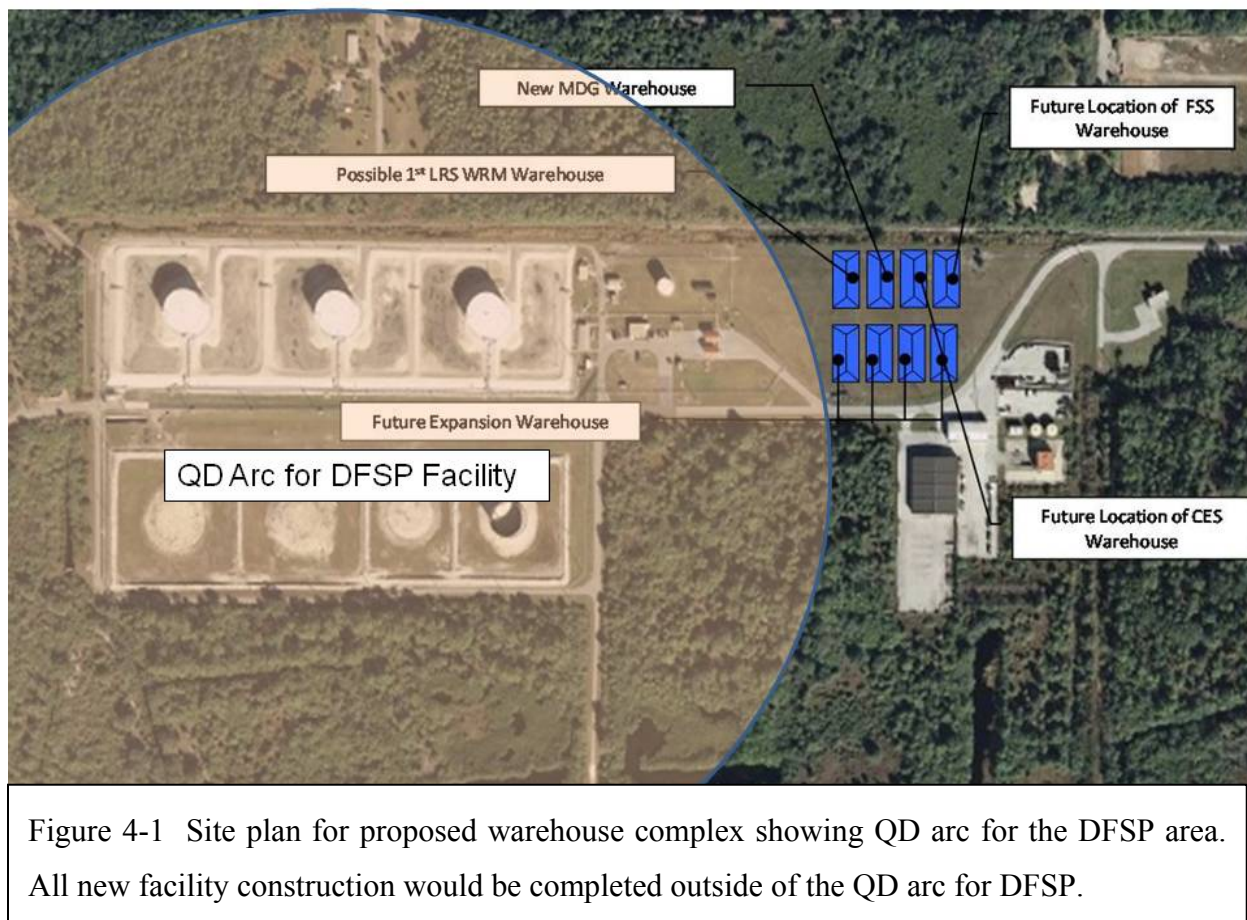 New MDG Warehouse
Future Location of FSS
Warehouse
Possible 1st LRS WRM Warehouse
Future Expansion Warehouse
QD Arc for DFSP Facility
Future Location of CES
Warehouse
Figure 4-1 Site plan for proposed warehouse complex showing QD arc for the DFSP area.
All new facility construction would be completed outside of the QD arc for DFSP.